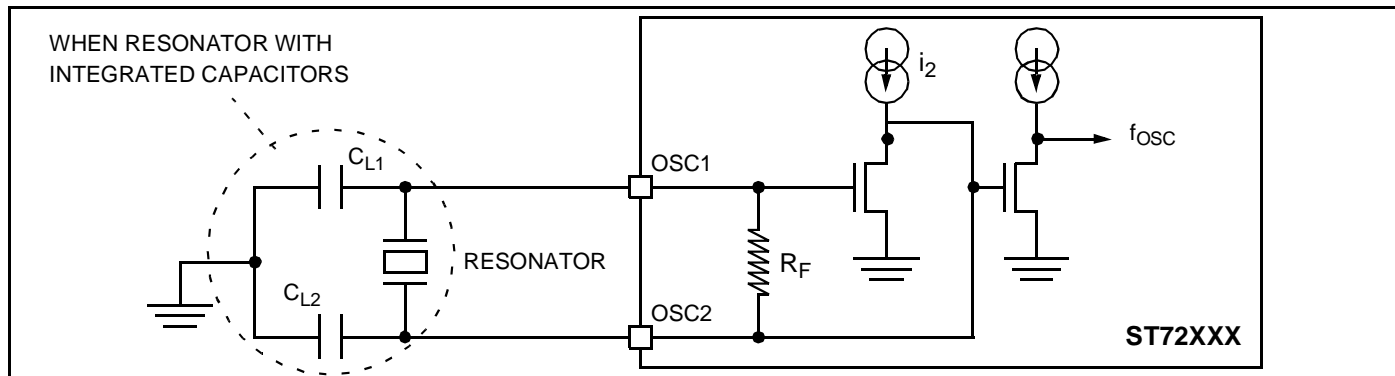 WHEN RESONATOR WITH
INTEGRATED CAPACITORS
i2
fOSC
CL1
OSC1
RESONATOR
RF
CL2
OSC2
ST72XXX